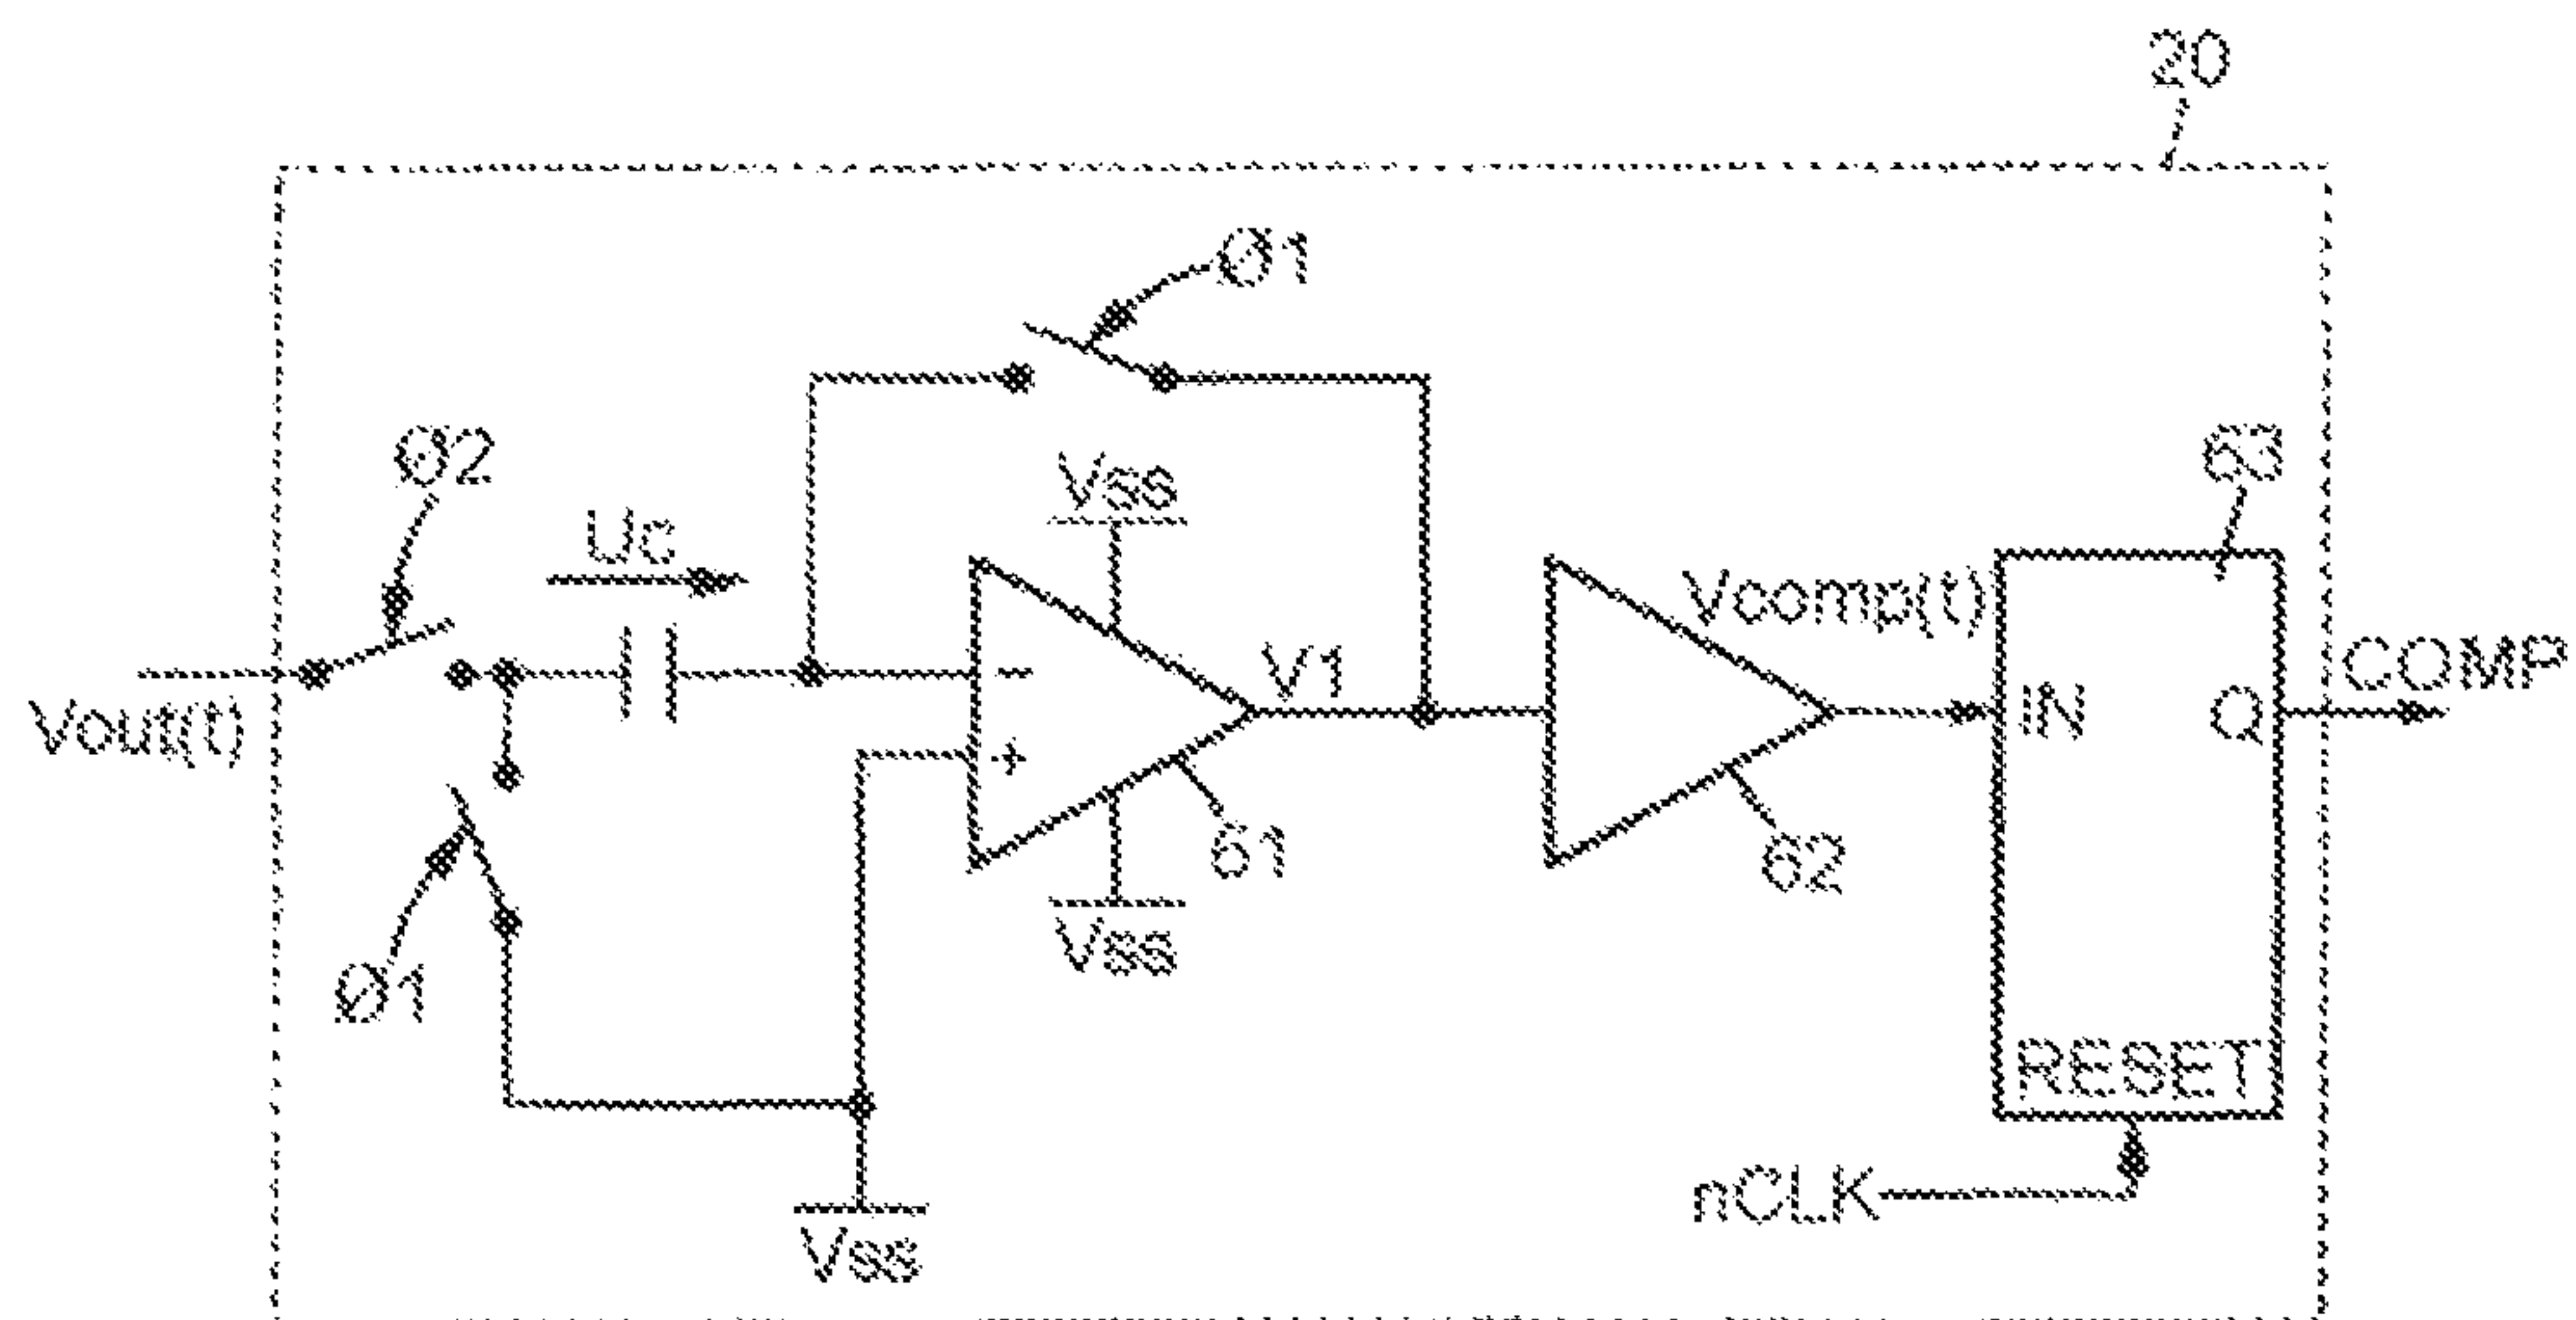 20
Ø1
Ø2
Uc
Vss
63
Vcomp(t)
Vout(t)
−
V1
IN
Q
COMP
+
61
62
Vss
Ø1
RESET
nCLK
Vss